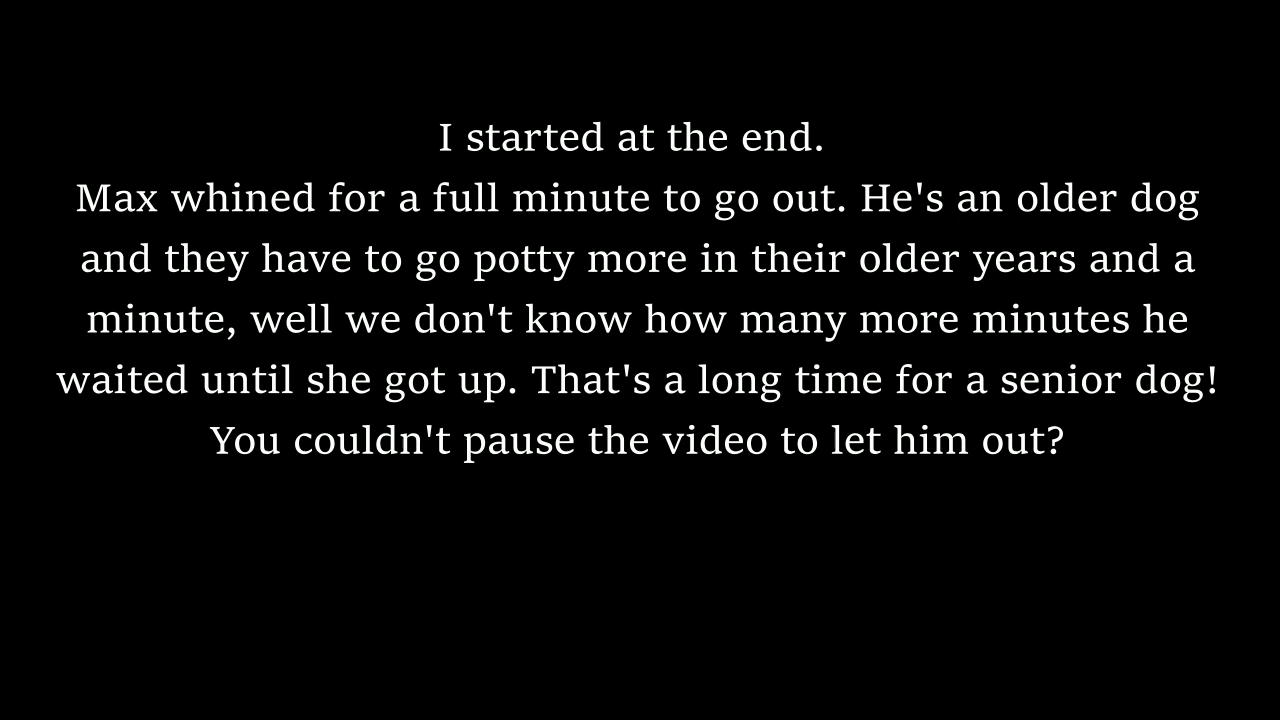 I started at the end.
Max whined for a full minute to go out. He's an older dog
and they have to go potty more in their older years and a
minute, well we don't know how many more minutes he
waited until she got up. That's a long time for a senior dog!
You couldn't pause the video to let him out?